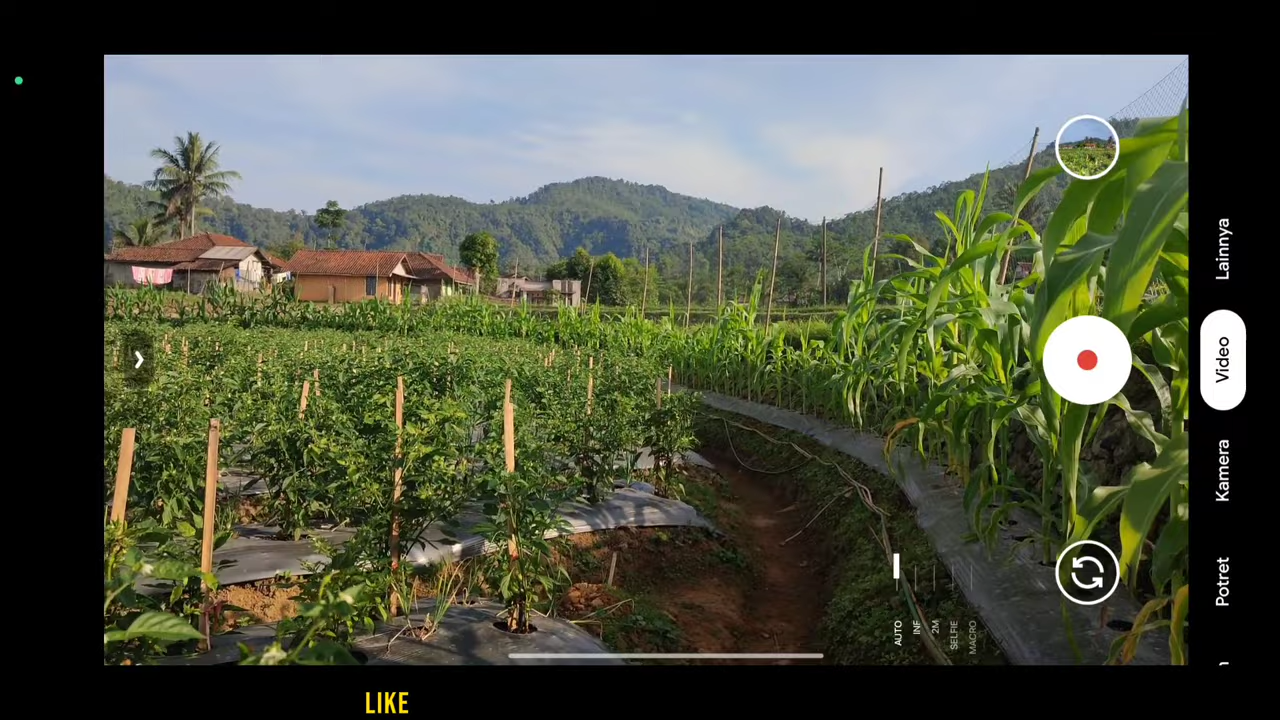 Lainnya
Video
Kamera
Potret
AUTO
INF
2M
SELFIE
MACRO
LIKE